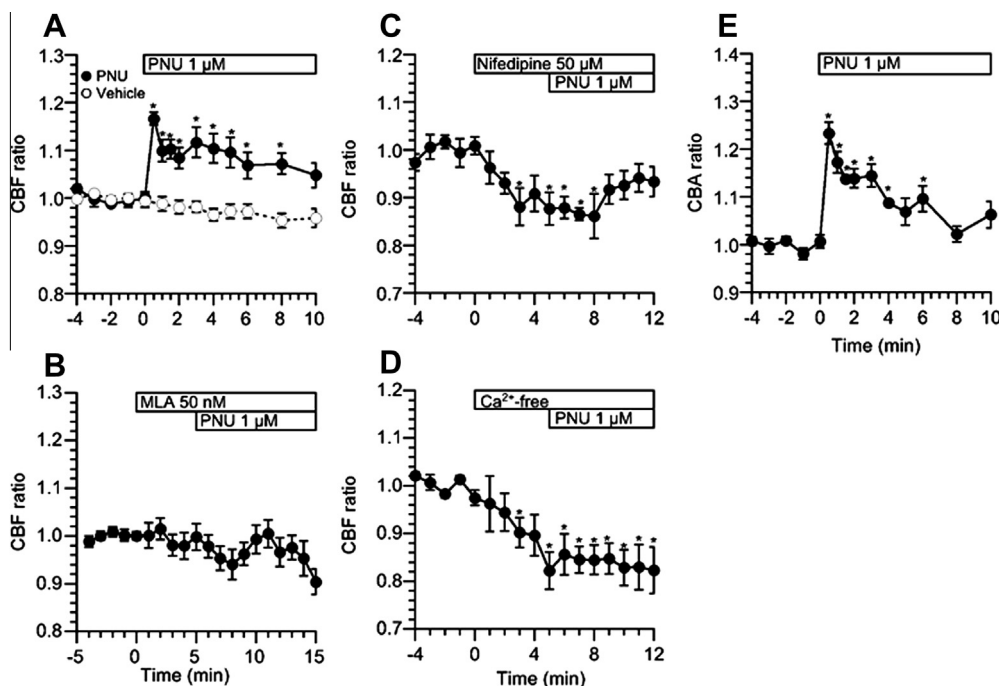 A
PNU 1 µM
PNU
Vehicle
CBF ratio
1.3
1.2
1.1
1.0
0.9
0.8
-4 -2 0 2 4 6 8 10
* * * * * * * * *
B
MLA 50 nM
PNU 1 µM
CBF ratio
1.3
1.2
1.1
1.0
0.9
0.8
-5 0 5 10 15
Time (min)
C
Nifedipine 50 µM
PNU 1 µM
CBF ratio
1.2
1.1
1.0
0.9
0.8
0.7
-4 0 4 8 12
* * * * *
D
Ca²⁺-free
PNU 1 µM
CBF ratio
1.2
1.1
1.0
0.9
0.8
0.7
-4 0 4 8 12
Time (min)
* * * * * * * * *
E
PNU 1 µM
CBA ratio
1.4
1.3
1.2
1.1
1.0
0.9
-4 -2 0 2 4 6 8 10
Time (min)
* * * * * * *